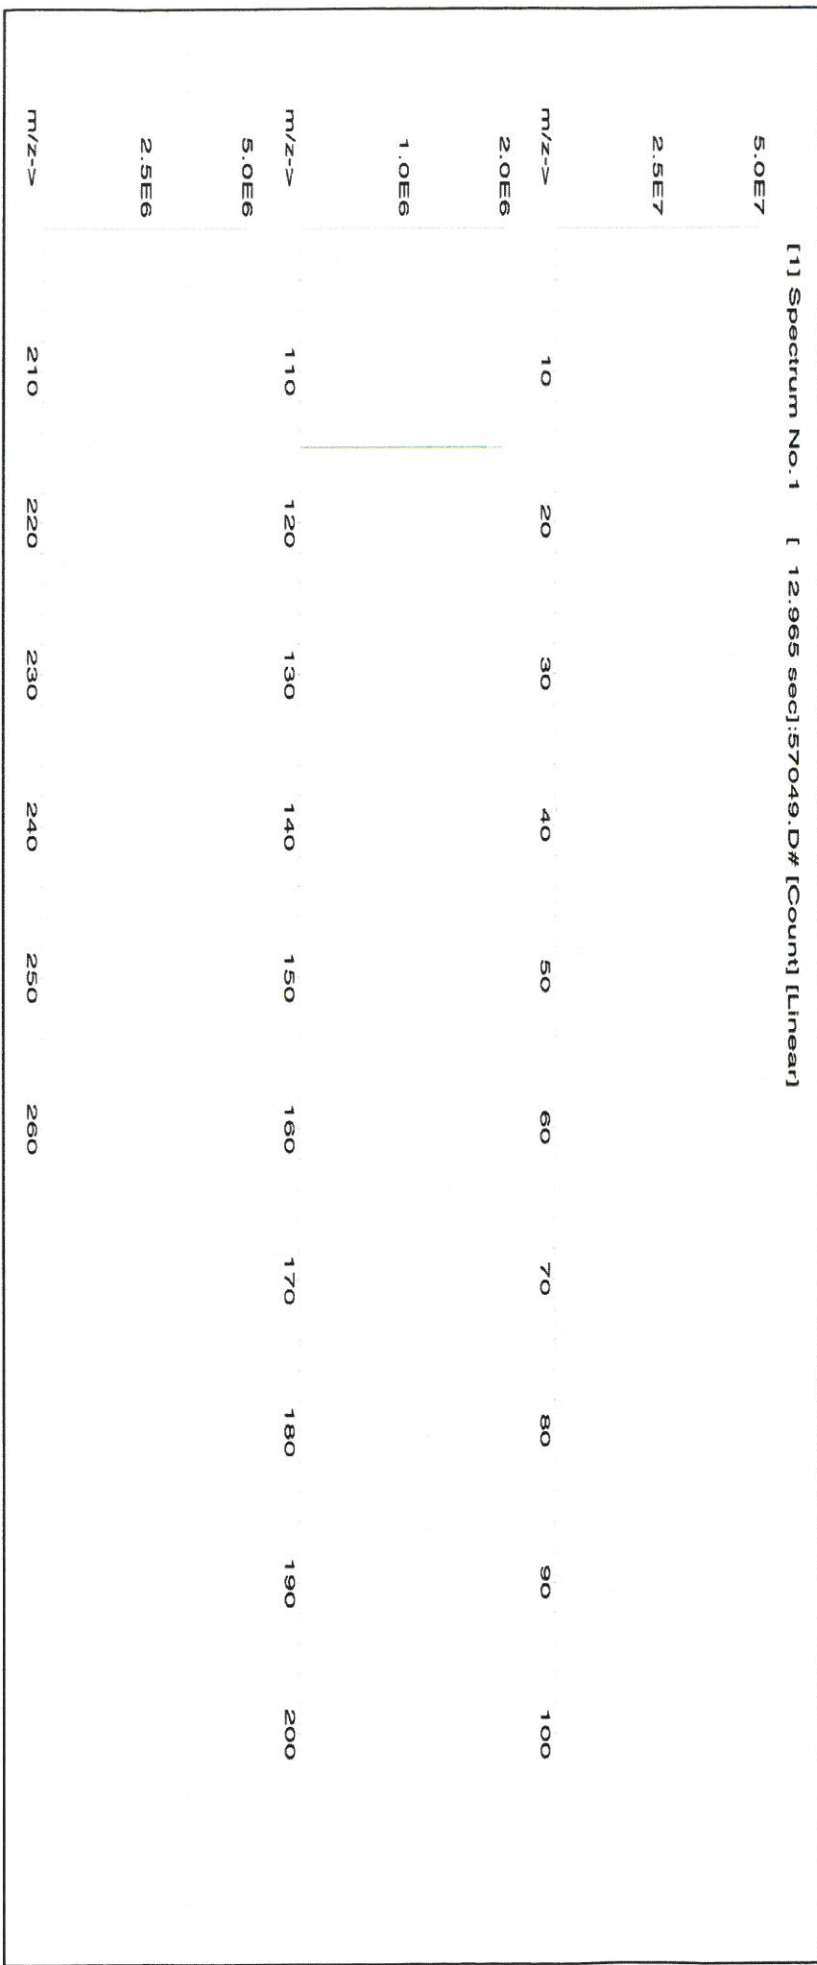 [1] Spectrum No.1 [ 12.965 sec]:57049.D# [Count] [Linear]
5.0E7
2.5E7
m/z-> 10 20 30 40 50 60 70 80 90 100
2.0E6
1.0E6
m/z-> 110 120 130 140 150 160 170 180 190 200
5.0E6
2.5E6
m/z-> 210 220 230 240 250 260